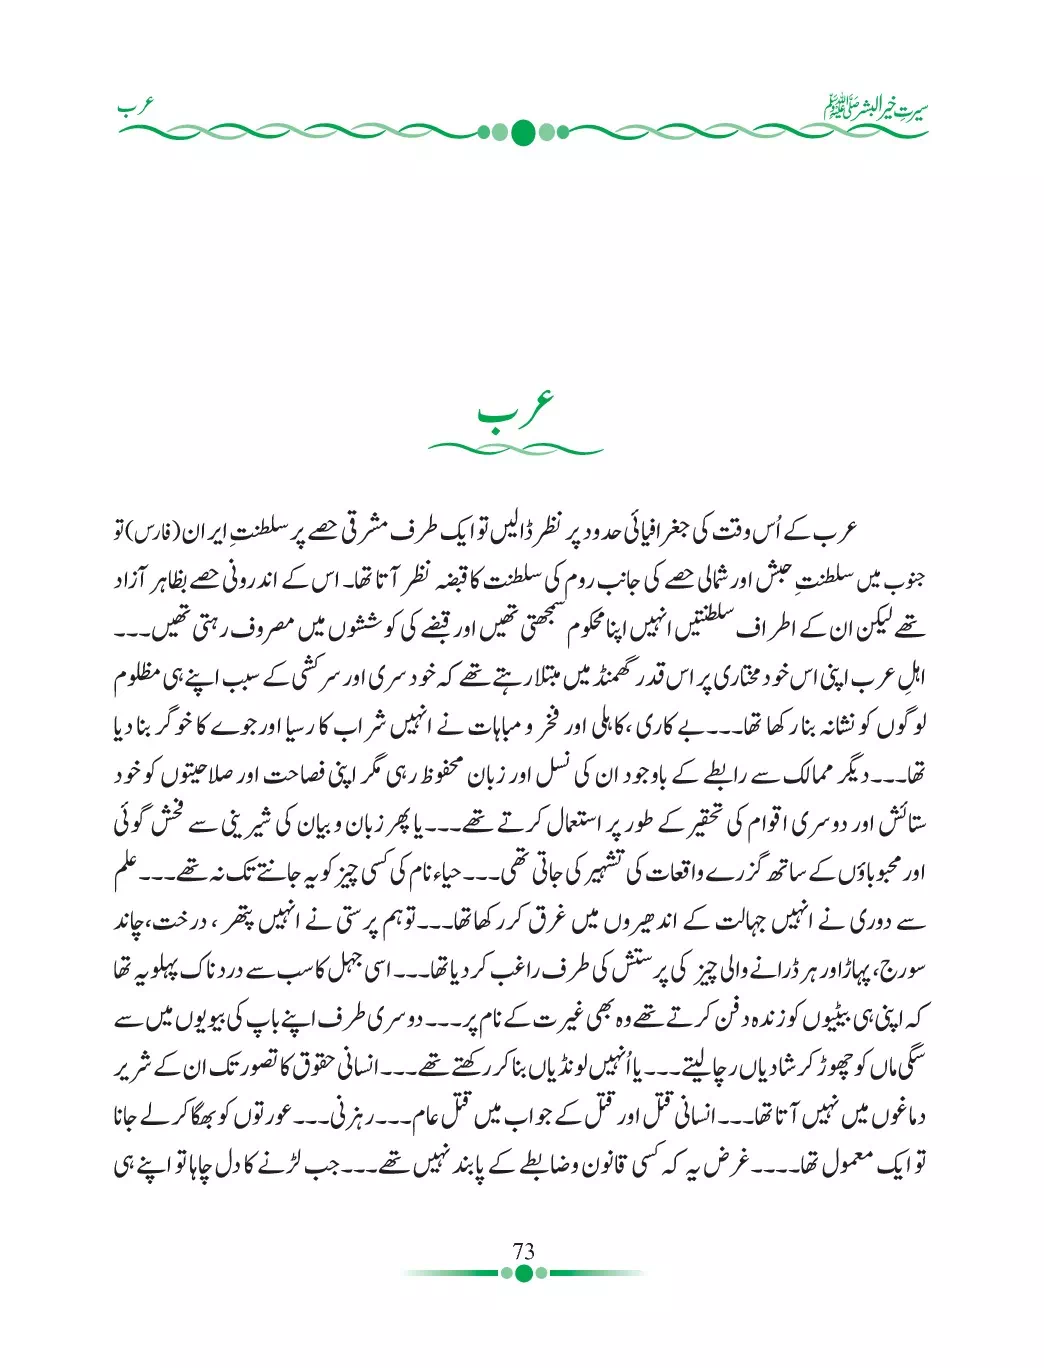 سیرتِ خیر البشر ﷺ
عرب
عرب
عرب کے اُس وقت کی جغرافیائی حدود پر نظر ڈالیں تو ایک طرف مشرقی حصے پر سلطنتِ ایران (فارس) تو
جنوب میں سلطنتِ حبش اور شمالی حصے کی جانب روم کی سلطنت کا قبضہ نظر آتا تھا۔ اس کے اندرونی حصے بظاہر آزاد
تھے لیکن ان کے اطراف سلطنتیں انہیں اپنا محکوم سمجھتی تھیں اور قبضے کی کوششوں میں مصروف رہتی تھیں۔۔۔
اہلِ عرب اپنی اس خود مختاری پر اس قدر گھمنڈ میں مبتلا رہتے تھے کہ خود سری اور سرکشی کے سبب اپنے ہی مظلوم
لوگوں کو نشانہ بنا رکھا تھا۔۔۔بے کاری ، کاہلی اور فخر و مباہات نے انہیں شراب کا رسیا اور جوے کا خوگر بنا دیا
تھا۔۔۔دیگر ممالک سے رابطے کے باوجود ان کی نسل اور زبان محفوظ رہی مگر اپنی فصاحت اور صلاحیتوں کو خود
ستائش اور دوسری اقوام کی تحقیر کے طور پر استعمال کرتے تھے۔۔۔یا پھر زبان و بیان کی شیرینی سے فحش گوئی
اور محبوباؤں کے ساتھ گزرے واقعات کی تشہیر کی جاتی تھی۔۔۔حیاء نام کی کسی چیز کو یہ جانتے تک نہ تھے۔۔۔علم
سے دوری نے انہیں جہالت کے اندھیروں میں غرق کر رکھا تھا۔۔۔توہم پرستی نے انہیں پتھر ، درخت، چاند
سورج، پہاڑ اور ہر ڈرانے والی چیز کی پرستش کی طرف راغب کر دیا تھا۔۔۔اسی جہل کا سب سے دردناک پہلو یہ تھا
کہ اپنی ہی بیٹیوں کو زندہ دفن کرتے تھے وہ بھی غیرت کے نام پر۔۔۔دوسری طرف اپنے باپ کی بیویوں میں سے
سگی ماں کو چھوڑ کر شادیاں رچا لیتے۔۔۔یا اُنہیں لونڈیاں بنا کر رکھتے تھے۔۔۔انسانی حقوق کا تصور تک ان کے شریر
دماغوں میں نہیں آتا تھا۔۔۔انسانی قتل اور قتل کے جواب میں قتل عام۔۔۔رہزنی۔۔۔عورتوں کو بھگا کر لے جانا
تو ایک معمول تھا۔۔۔۔غرض یہ کہ کسی قانون و ضابطے کے پابند نہیں تھے۔۔۔جب لڑنے کا دل چاہا تو اپنے ہی
73